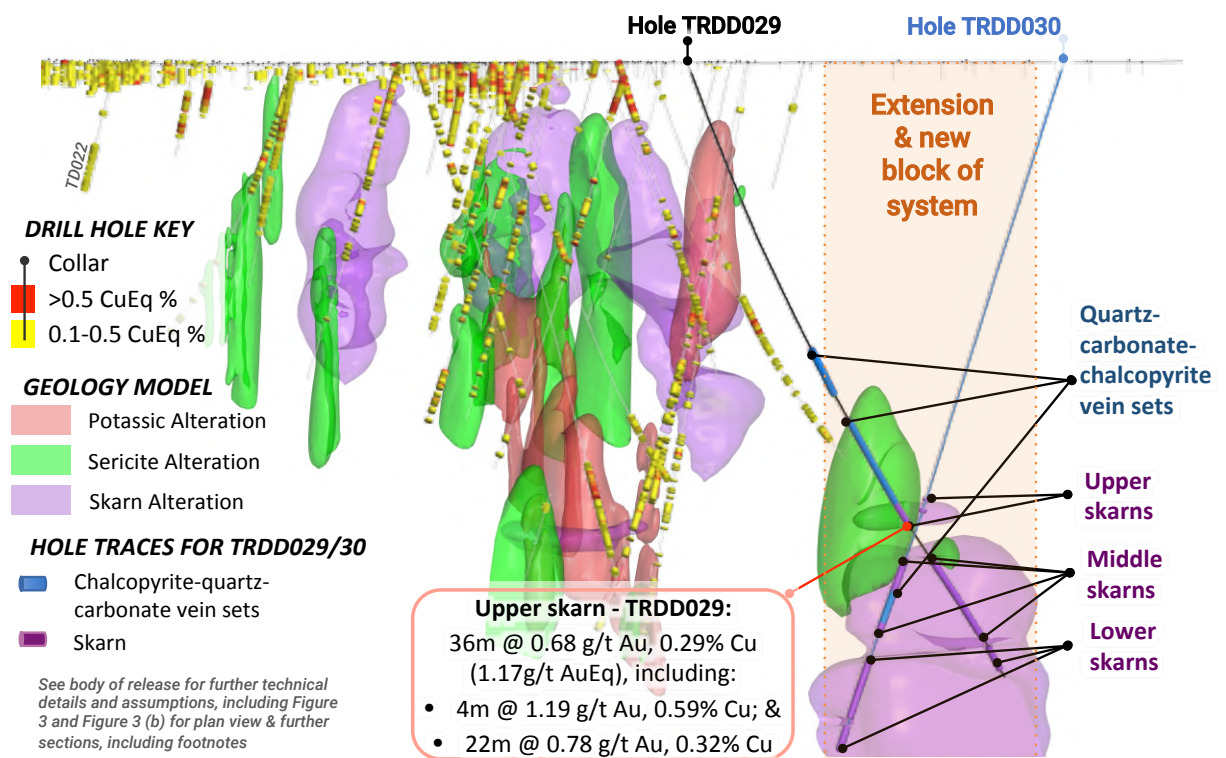 Hole TRDD029
Hole TRDD030
Extension
& new
block of
system
TD022
DRILL HOLE KEY
Collar
>0.5 CuEq %
0.1-0.5 CuEq %
GEOLOGY MODEL
Potassic Alteration
Sericite Alteration
Skarn Alteration
HOLE TRACES FOR TRDD029/30
Chalcopyrite-quartz-
carbonate vein sets
Skarn
See body of release for further technical
details and assumptions, including Figure
3 and Figure 3 (b) for plan view & further
sections, including footnotes
Upper skarn - TRDD029:
36m @ 0.68 g/t Au, 0.29% Cu
(1.17g/t AuEq), including:
• 4m @ 1.19 g/t Au, 0.59% Cu; &
• 22m @ 0.78 g/t Au, 0.32% Cu
Quartz-
carbonate-
chalcopyrite
vein sets
Upper
skarns
Middle
skarns
Lower
skarns